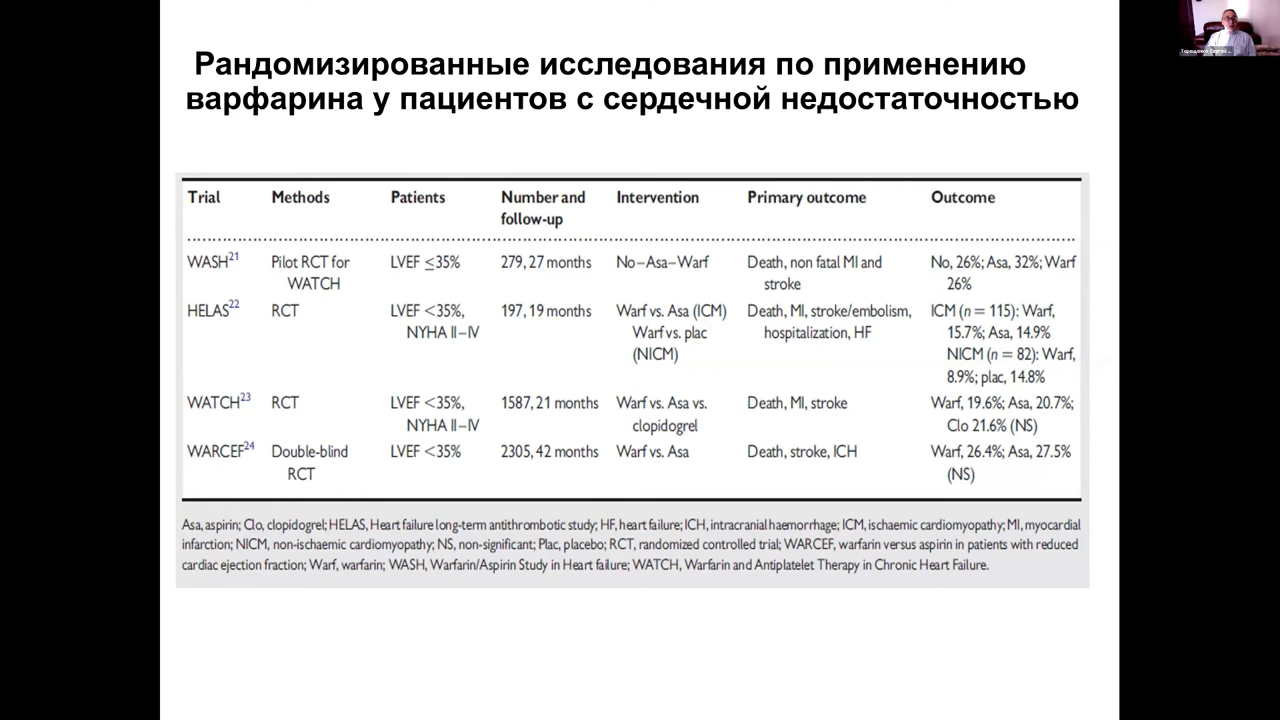 Рандомизированные исследования по применению
варфарина у пациентов с сердечной недостаточностью
Trial Methods Patients Number and Intervention Primary outcome Outcome
follow-up
WASH21 Pilot RCT for LVEF ≤35% 279, 27 months No–Asa–Warf Death, non fatal MI and No, 26%; Asa, 32%; Warf
WATCH stroke 26%
HELAS22 RCT LVEF <35%, 197, 19 months Warf vs. Asa (ICM) Death, MI, stroke/embolism, ICM (n = 115): Warf,
NYHA II–IV Warf vs. plac hospitalization, HF 15.7%; Asa, 14.9%
(NICM) NICM (n = 82): Warf,
8.9%; plac, 14.8%
WATCH23 RCT LVEF <35%, 1587, 21 months Warf vs. Asa vs. Death, MI, stroke Warf, 19.6%; Asa, 20.7%;
NYHA II–IV clopidogrel Clo 21.6% (NS)
WARCEF24 Double-blind LVEF <35% 2305, 42 months Warf vs. Asa Death, stroke, ICH Warf, 26.4%; Asa, 27.5%
RCT (NS)
Asa, aspirin; Clo, clopidogrel; HELAS, Heart failure long-term antithrombotic study; HF, heart failure; ICH, intracranial haemorrhage; ICM, ischaemic cardiomyopathy; MI, myocardial
infarction; NICM, non-ischaemic cardiomyopathy; NS, non-significant; Plac, placebo; RCT, randomized controlled trial; WARCEF, warfarin versus aspirin in patients with reduced
cardiac ejection fraction; Warf, warfarin; WASH, Warfarin/Aspirin Study in Heart failure; WATCH, Warfarin and Antiplatelet Therapy in Chronic Heart Failure.